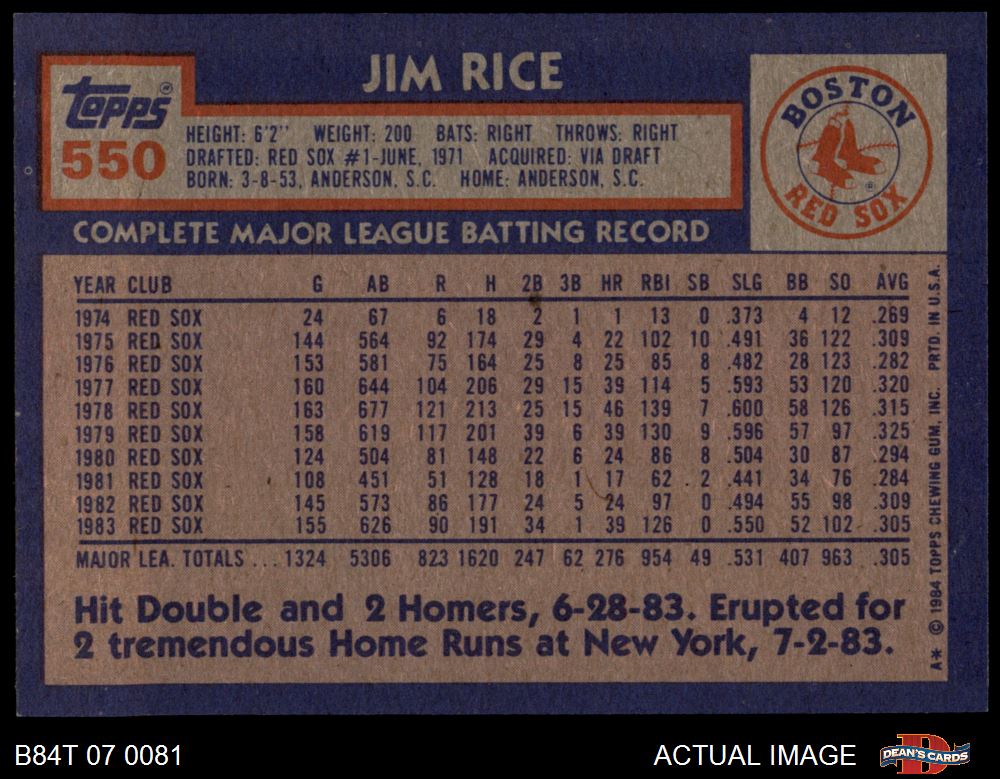 JIM RICE
Topps
550
HEIGHT: 6'2" WEIGHT: 200 BATS: RIGHT THROWS: RIGHT
DRAFTED: RED SOX #1-JUNE, 1971 ACQUIRED: VIA DRAFT
BORN: 3-8-53, ANDERSON, S.C. HOME: ANDERSON, S.C.
BOSTON
RED SOX
®
COMPLETE MAJOR LEAGUE BATTING RECORD
YEAR CLUB G AB R H 2B 3B HR RBI SB SLG BB SO AVG
1974 RED SOX 24 67 6 18 2 1 1 13 0 .373 4 12 .269
1975 RED SOX 144 564 92 174 29 4 22 102 10 .491 36 122 .309
1976 RED SOX 153 581 75 164 25 8 25 85 8 .482 28 123 .282
1977 RED SOX 160 644 104 206 29 15 39 114 5 .593 53 120 .320
1978 RED SOX 163 677 121 213 25 15 46 139 7 .600 58 126 .315
1979 RED SOX 158 619 117 201 39 6 39 130 9 .596 57 97 .325
1980 RED SOX 124 504 81 148 22 6 24 86 8 .504 30 87 .294
1981 RED SOX 108 451 51 128 18 1 17 62 2 .441 34 76 .284
1982 RED SOX 145 573 86 177 24 5 24 97 0 .494 55 98 .309
1983 RED SOX 155 626 90 191 34 1 39 126 0 .550 52 102 .305
MAJOR LEA. TOTALS ... 1324 5306 823 1620 247 62 276 954 49 .531 407 963 .305
Hit Double and 2 Homers, 6-28-83. Erupted for
2 tremendous Home Runs at New York, 7-2-83.
A* © 1984 TOPPS CHEWING GUM, INC. PRTD. IN U.S.A.
B84T 07 0081
ACTUAL IMAGE
DEAN'S CARDS